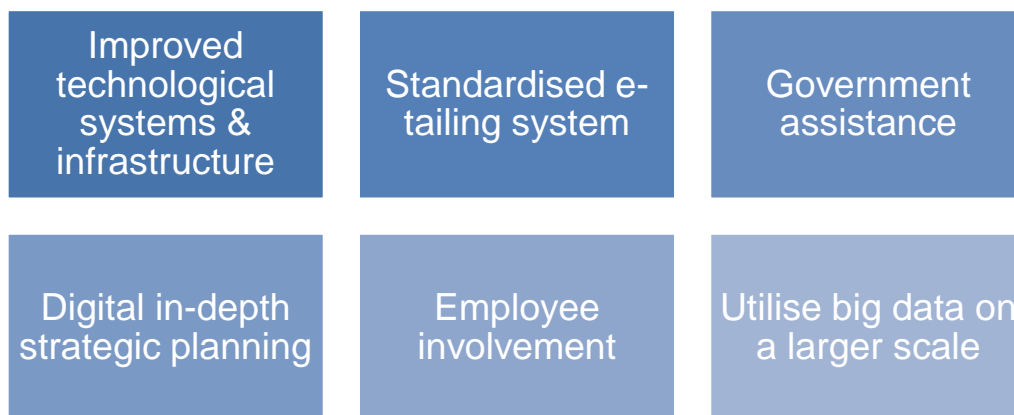 Improved
technological
systems &
infrastructure
Standardised e-
tailing system
Government
assistance
Digital in-depth
strategic planning
Employee
involvement
Utilise big data on
a larger scale